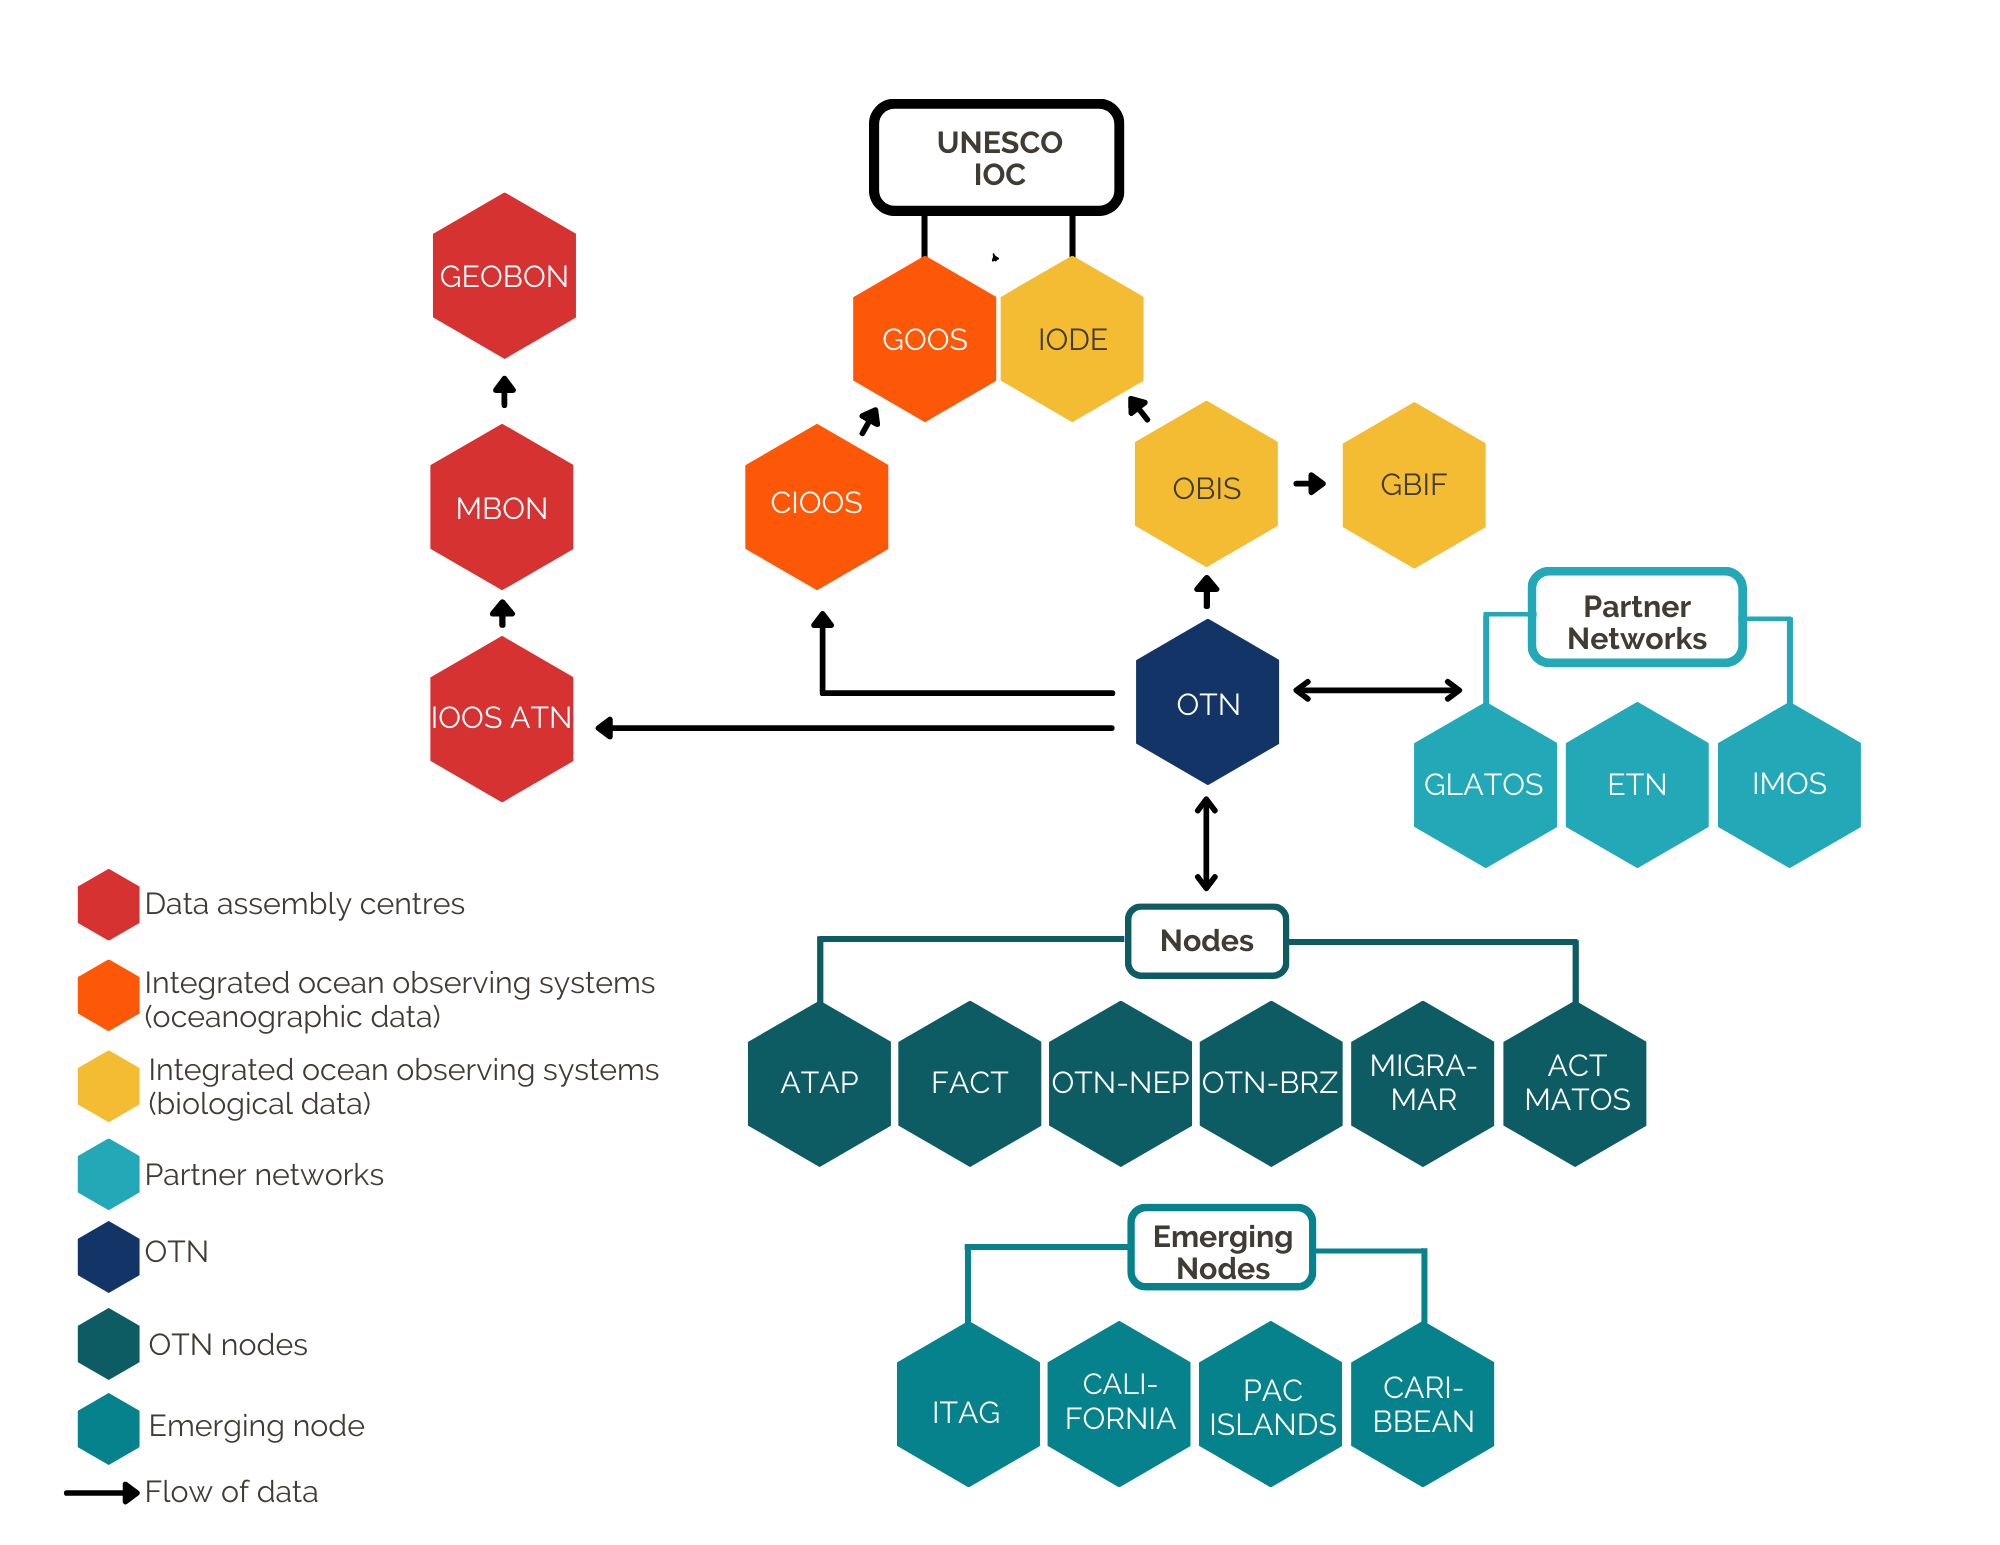 UNESCO
IOC
GEOBON
GOOS
IODE
MBON
CIOOS
OBIS
GBIF
Partner
Networks
IOOS ATN
OTN
GLATOS
ETN
IMOS
Nodes
ATAP
FACT
OTN-NEP
OTN-BRZ
MIGRA-
MAR
ACT
MATOS
Emerging
Nodes
ITAG
CALI-
FORNIA
PAC
ISLANDS
CARI-
BBEAN
Data assembly centres
Integrated ocean observing systems
(oceanographic data)
Integrated ocean observing systems
(biological data)
Partner networks
OTN
OTN nodes
Emerging node
Flow of data